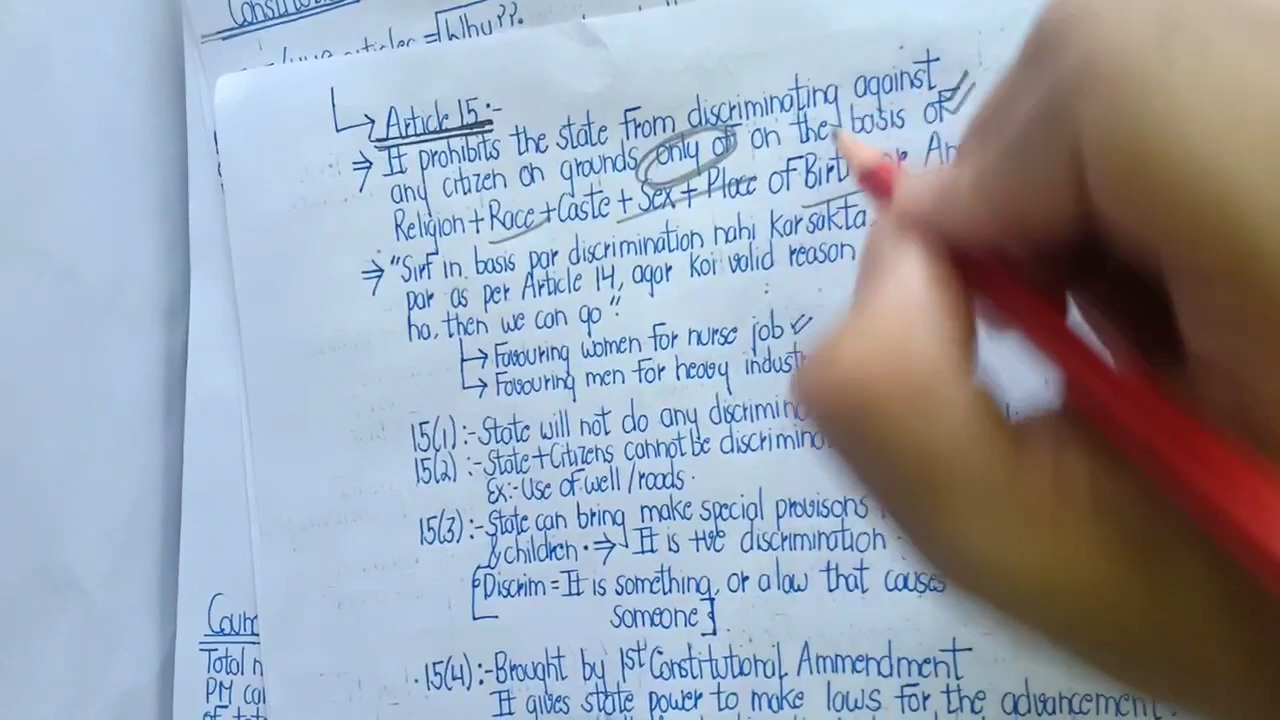 Why??.
Article 15:-
⇒ It prohibits the state from discriminating against
any citizen on grounds only of on the basis of
Religion + Race + Caste + Sex + Place of Birt
⇒ "Sirf in basis par discrimination nahi kar sakta
par as per Article 14, agar koi valid reason
ho, then we can go"
↳ Favouring women for nurse job ✓
↳ Favouring men for heavy indust
15(1):- State will not do any discrimin
15(2):- State + Citizens cannot be discrimin
Ex:- Use of well/roads.
15(3):- State can bring make special provisons
& children. ⇒ It is +ve discrimination
[Discrim = It is something, or a law that causes
someone]
15(4):- Brought by 1st Constitutional Ammendment
It gives state power to make laws for the advancement
Coun
Total n
PM ca